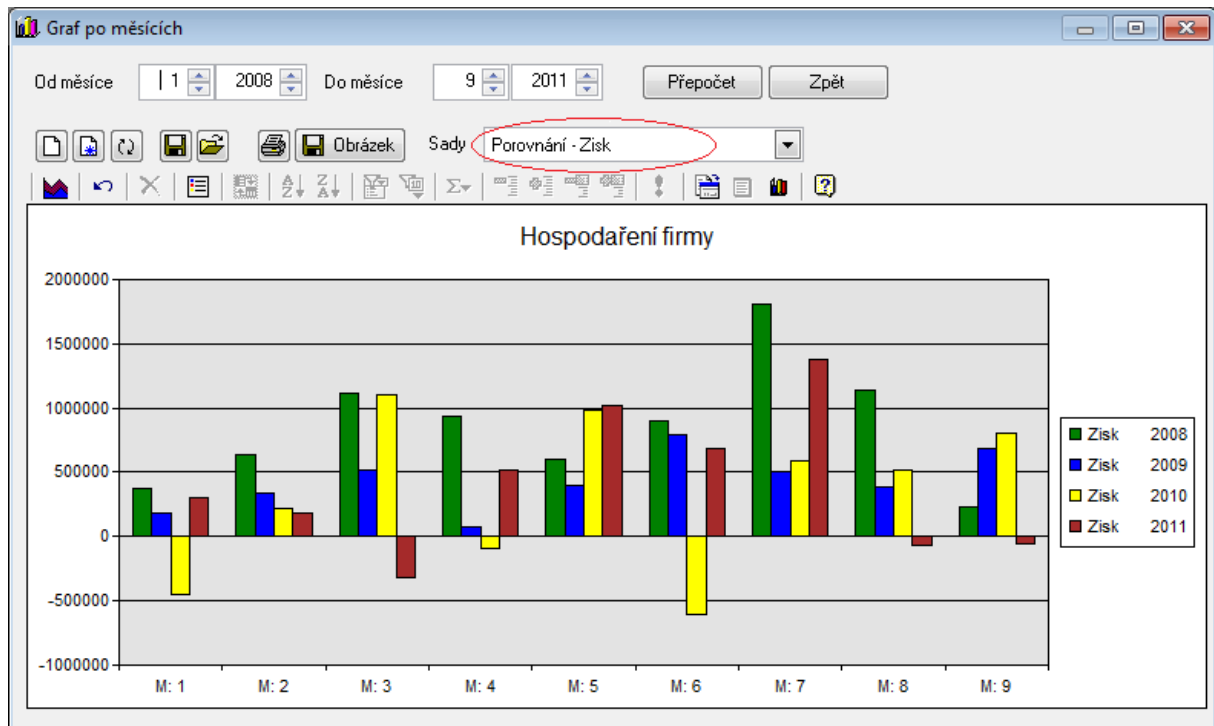 Graf po měsících
Od měsíce 1 2008 Do měsíce 9 2011 Přepočet Zpět
Obrázek Sady Porovnání - Zisk
Hospodaření firmy
2000000
1500000
1000000
500000
0
-500000
-1000000
M: 1 M: 2 M: 3 M: 4 M: 5 M: 6 M: 7 M: 8 M: 9
Zisk 2008
Zisk 2009
Zisk 2010
Zisk 2011